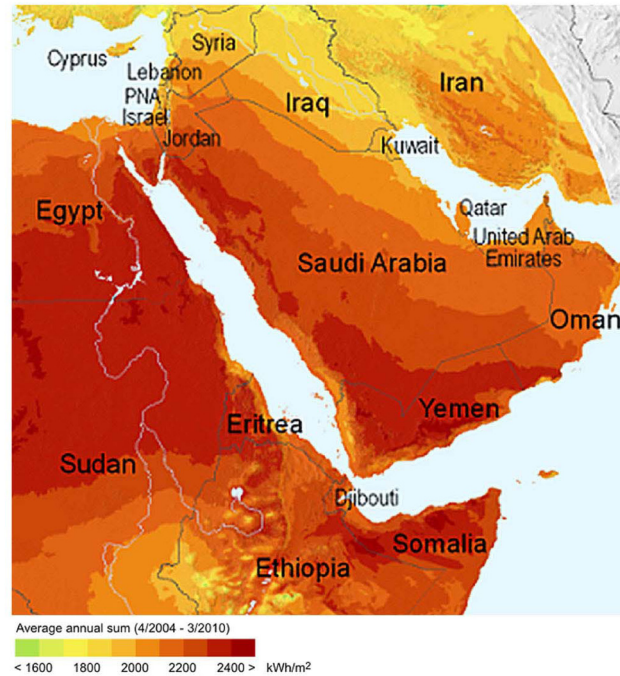 Syria
Cyprus
Lebanon
PNA
Israel
Jordan
Iraq
Iran
Kuwait
Egypt
Qatar
United Arab
Emirates
Saudi Arabia
Oman
Yemen
Eritrea
Sudan
Djibouti
Somalia
Ethiopia
Average annual sum (4/2004 - 3/2010)
< 1600 1800 2000 2200 2400 > kWh/m²